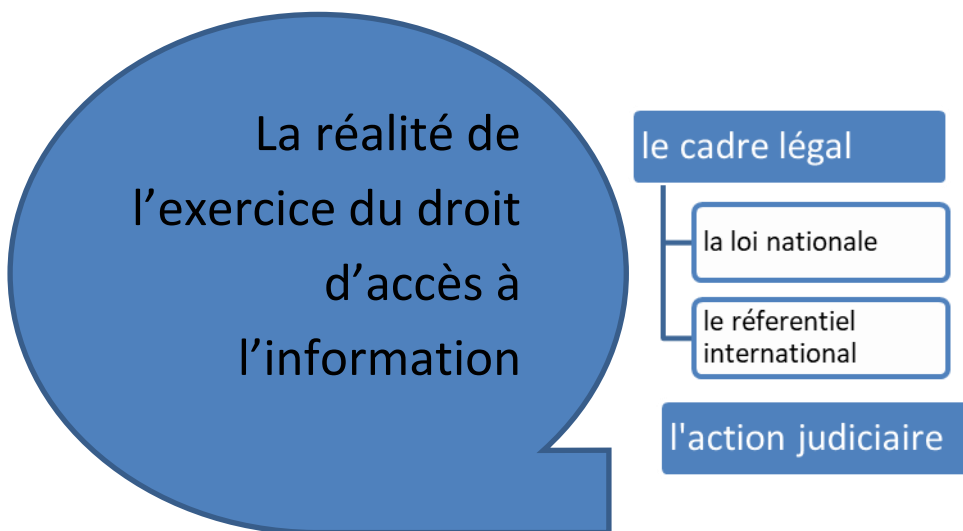 La réalité de
l’exercice du droit
d’accès à
l’information
le cadre légal
la loi nationale
le réferentiel
international
l'action judiciaire